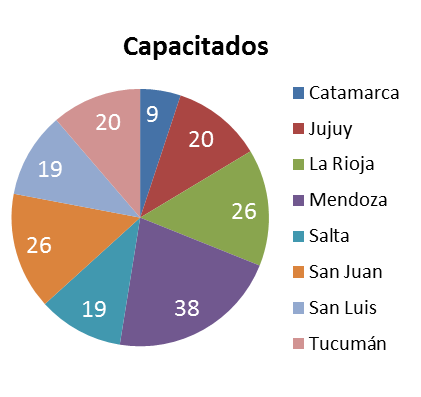 Capacitados
9
20
26
38
19
26
19
20
Catamarca
Jujuy
La Rioja
Mendoza
Salta
San Juan
San Luis
Tucumán